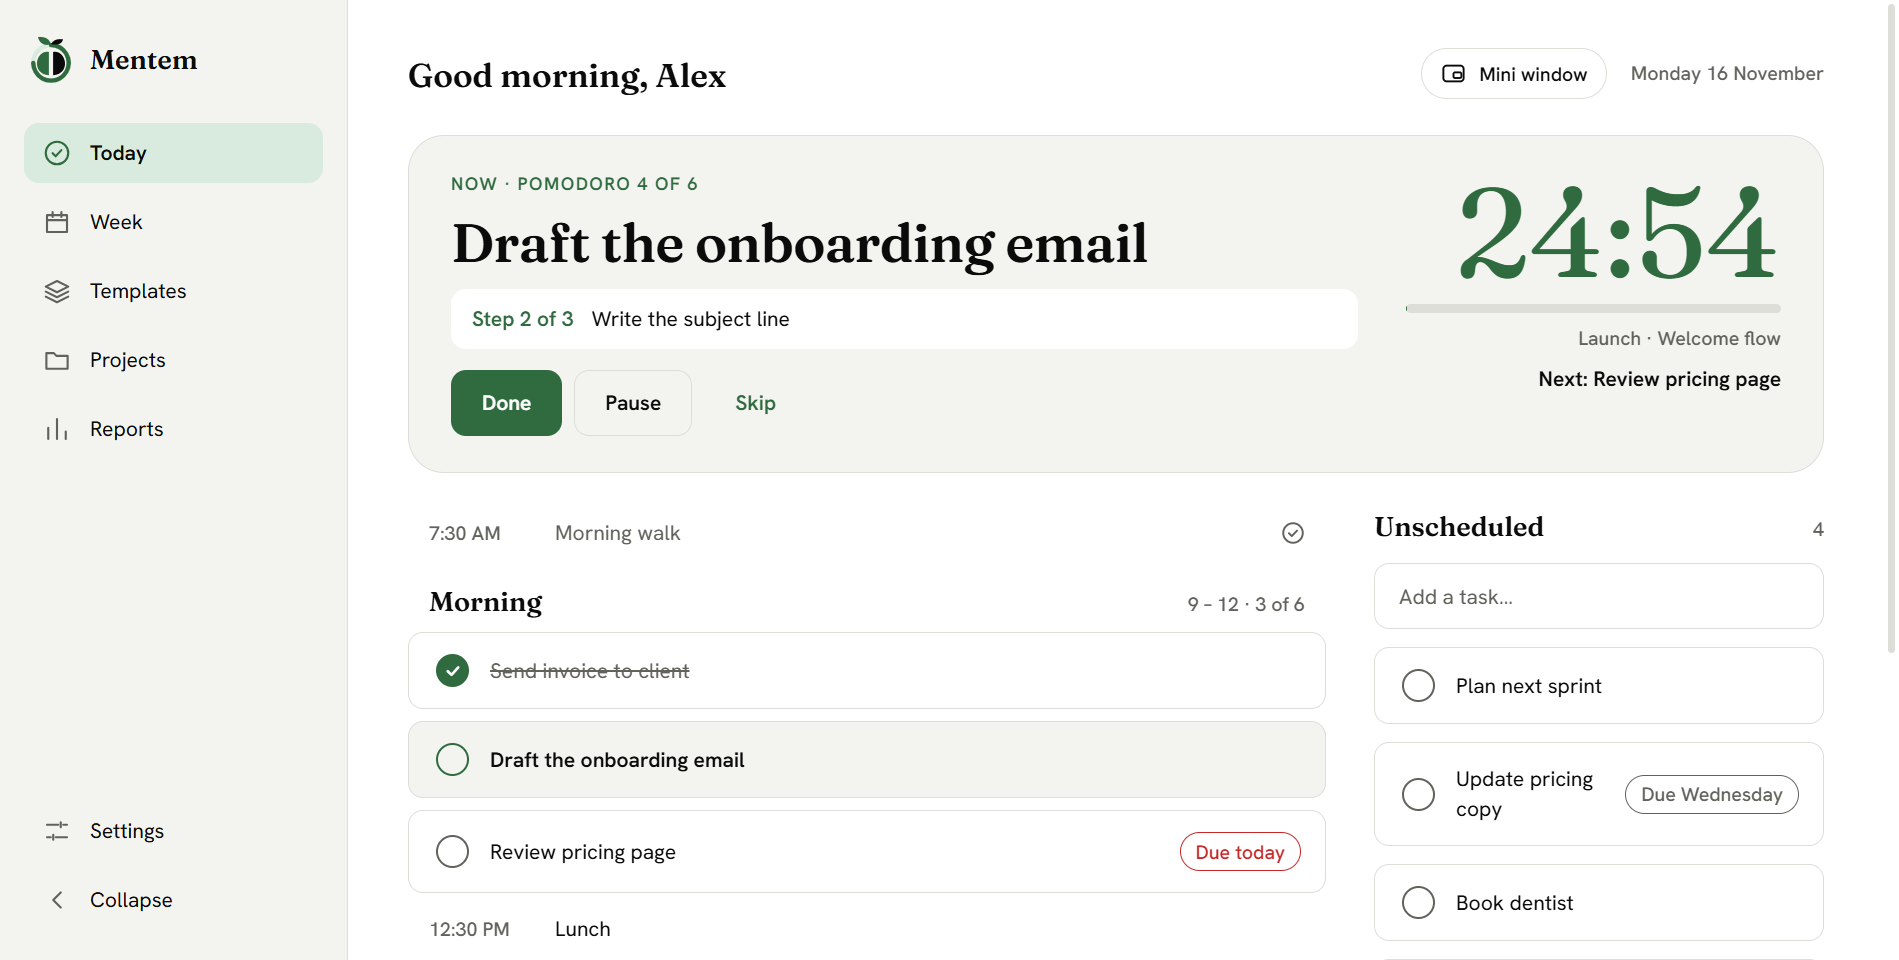 Mentem
Today
Week
Templates
Projects
Reports
Settings
Collapse
Good morning, Alex
Mini window
Monday 16 November
NOW · POMODORO 4 OF 6
Draft the onboarding email
Step 2 of 3 Write the subject line
Done Pause Skip
24:54
Launch · Welcome flow
Next: Review pricing page
7:30 AM Morning walk
Morning 9 – 12 · 3 of 6
Send invoice to client
Draft the onboarding email
Review pricing page Due today
12:30 PM Lunch
Unscheduled 4
Add a task...
Plan next sprint
Update pricing
copy
Due Wednesday
Book dentist